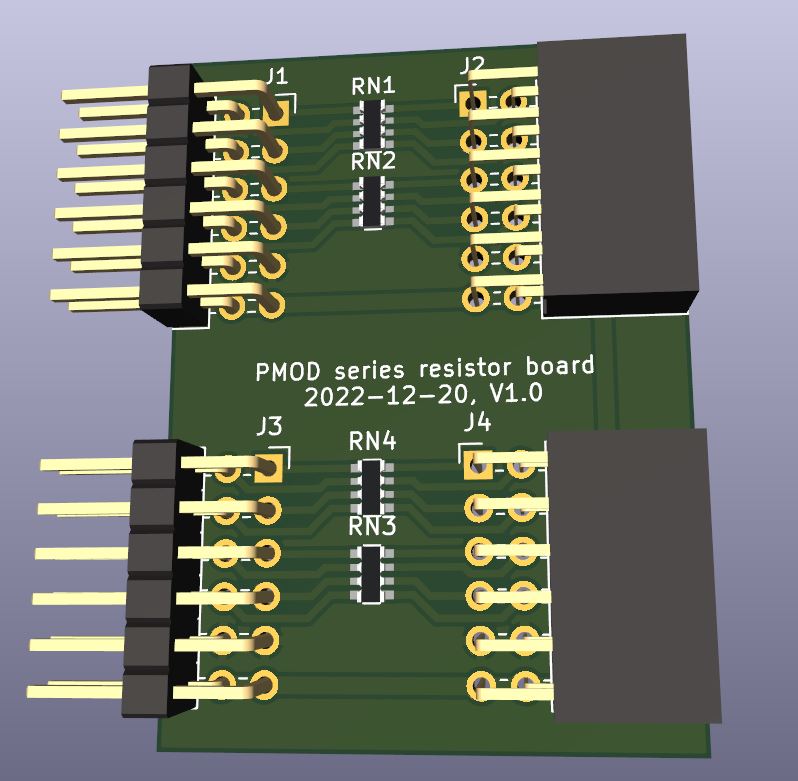 J1
RN1
J2
RN2
PMOD series resistor board
2022-12-20, V1.0
J3
RN4
J4
RN3